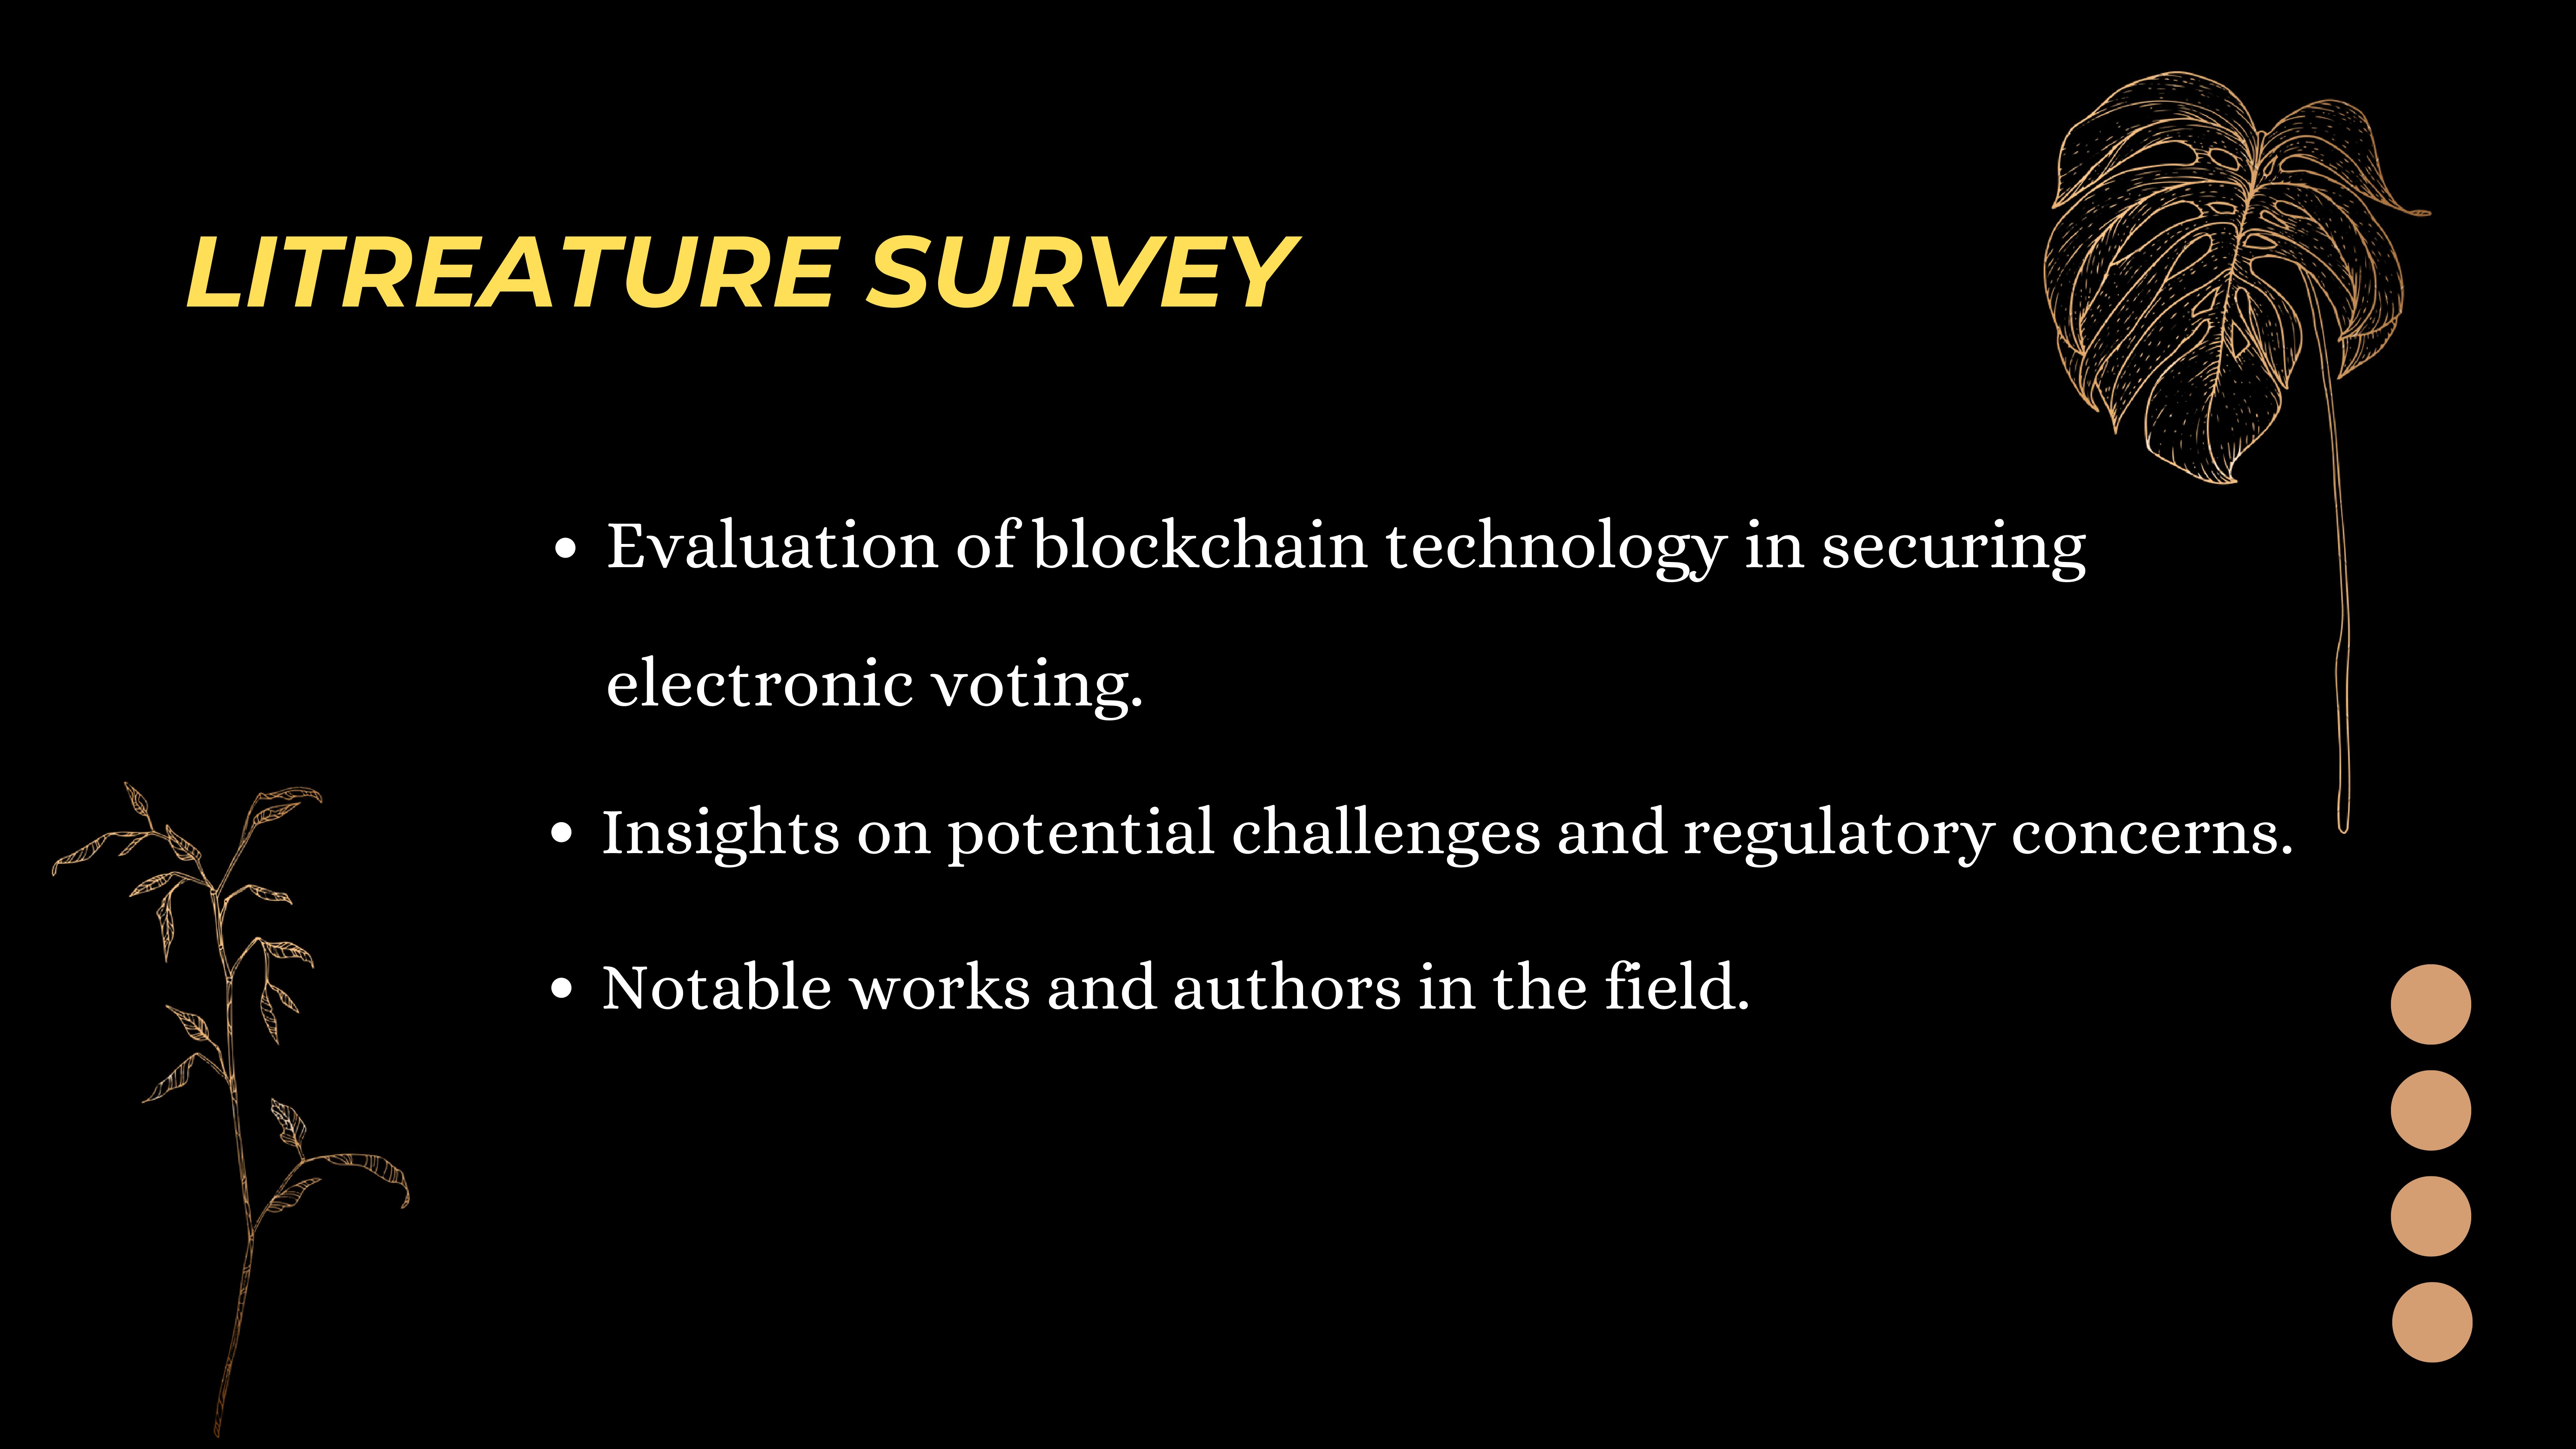 LITREATURE SURVEY
• Evaluation of blockchain technology in securing
electronic voting.
• Insights on potential challenges and regulatory concerns.
• Notable works and authors in the field.